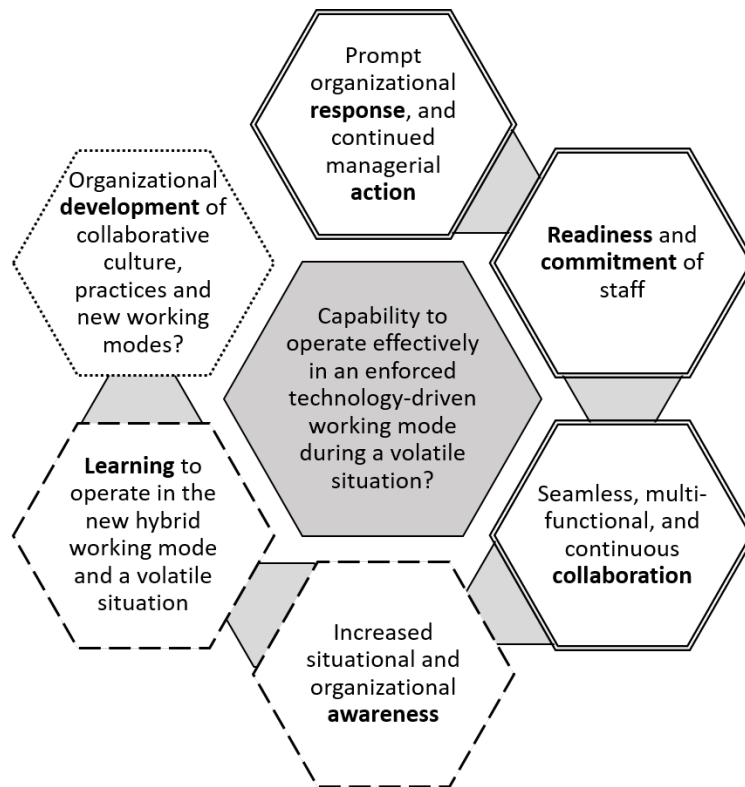 Prompt
organizational
response, and
continued
managerial
action
Readiness and
commitment of
staff
Seamless, multi-
functional, and
continuous
collaboration
Increased
situational and
organizational
awareness
Learning to
operate in the
new hybrid
working mode
and a volatile
situation
Organizational
development of
collaborative
culture,
practices and
new working
modes?
Capability to
operate effectively
in an enforced
technology-driven
working mode
during a volatile
situation?